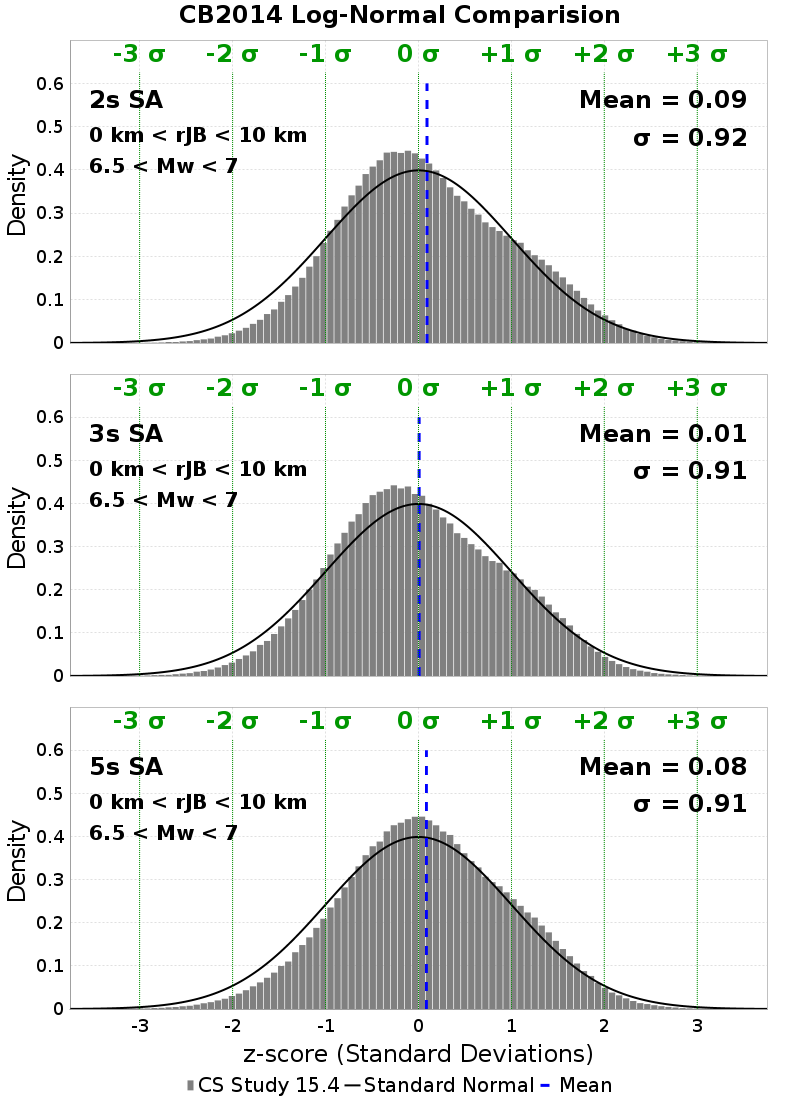 CB2014 Log-Normal Comparision
-3 σ -2 σ -1 σ 0 σ +1 σ +2 σ +3 σ
0.6
2s SA Mean = 0.09
0.5
0 km < rJB < 10 km σ = 0.92
6.5 < Mw < 7
0.4
0.3
0.2
0.1
0
Density
-3 σ -2 σ -1 σ 0 σ +1 σ +2 σ +3 σ
0.6
3s SA Mean = 0.01
0.5
0 km < rJB < 10 km σ = 0.91
6.5 < Mw < 7
0.4
0.3
0.2
0.1
0
Density
-3 σ -2 σ -1 σ 0 σ +1 σ +2 σ +3 σ
0.6
5s SA Mean = 0.08
0.5
0 km < rJB < 10 km σ = 0.91
6.5 < Mw < 7
0.4
0.3
0.2
0.1
0
Density
-3 -2 -1 0 1 2 3
z-score (Standard Deviations)
CS Study 15.4 Standard Normal Mean